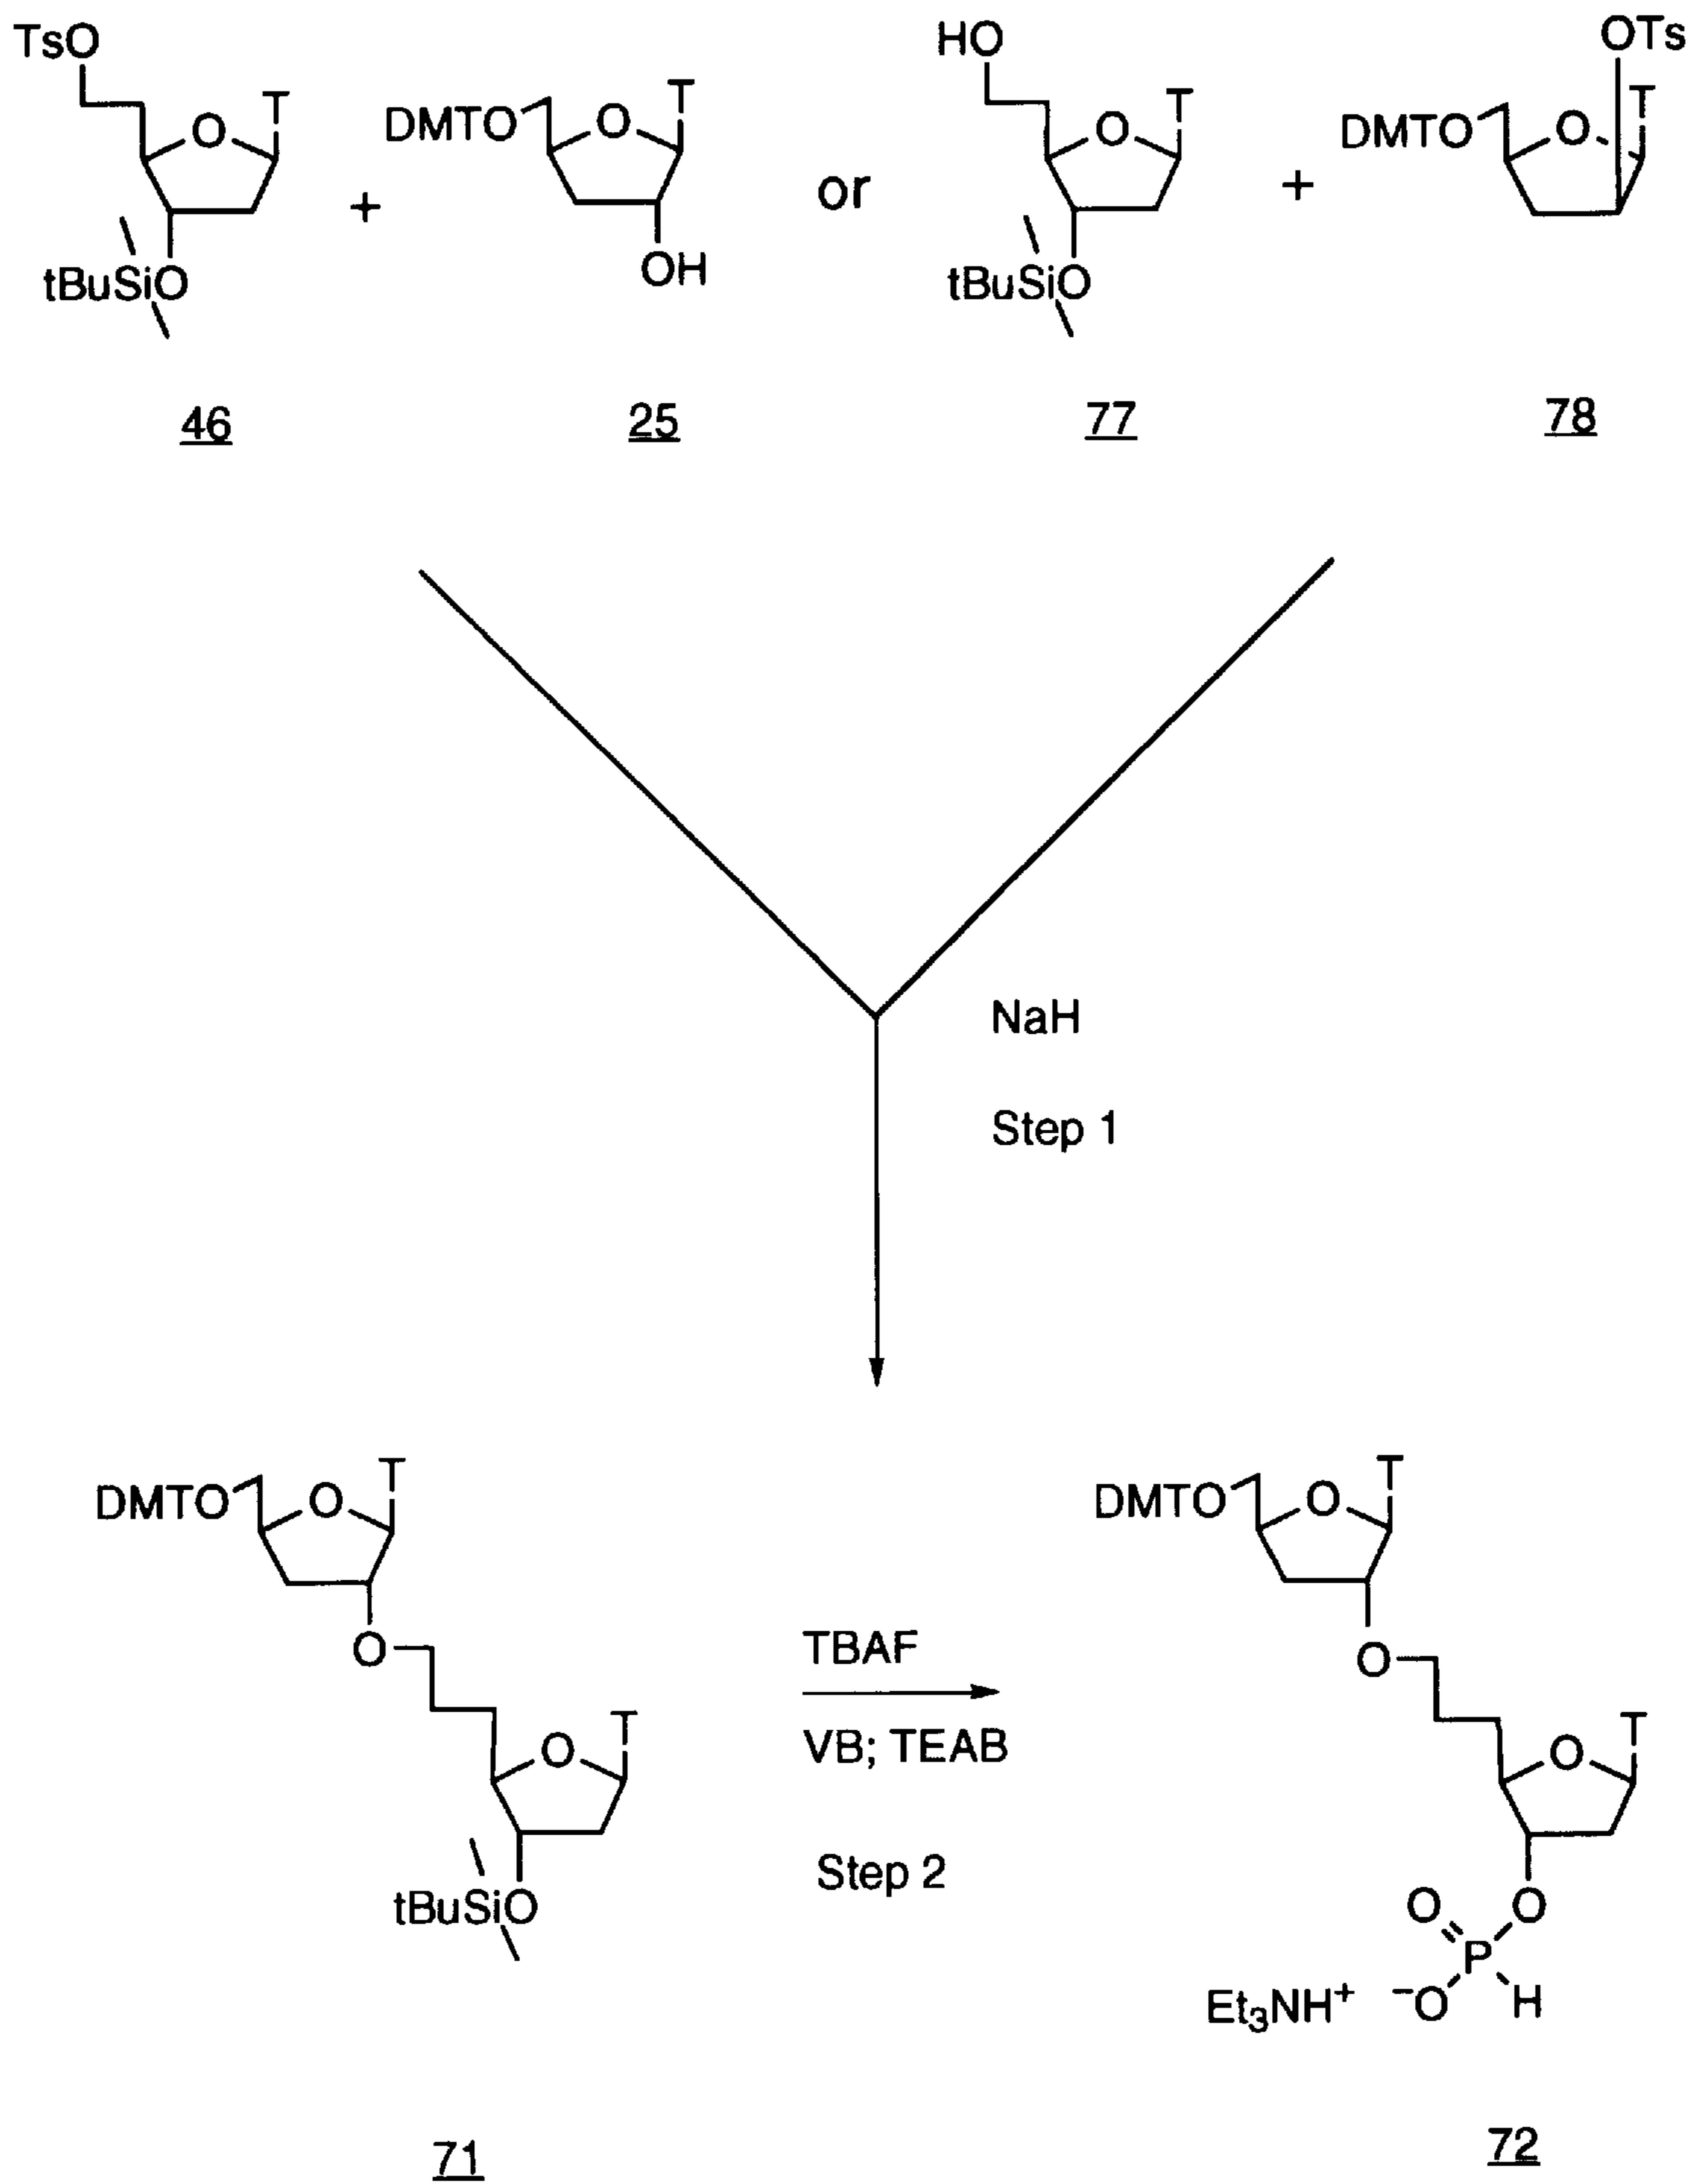 TsO
O
T
tBuSiO
46
+
DMTO
O
T
OH
25
or
HO
O
T
tBuSiO
77
+
OTs
DMTO
O
T
78
NaH
Step 1
DMTO
O
T
O
O
T
tBuSiO
71
TBAF
VB; TEAB
Step 2
DMTO
O
T
O
O
T
O
O
P
Et3NH+
-O
H
72